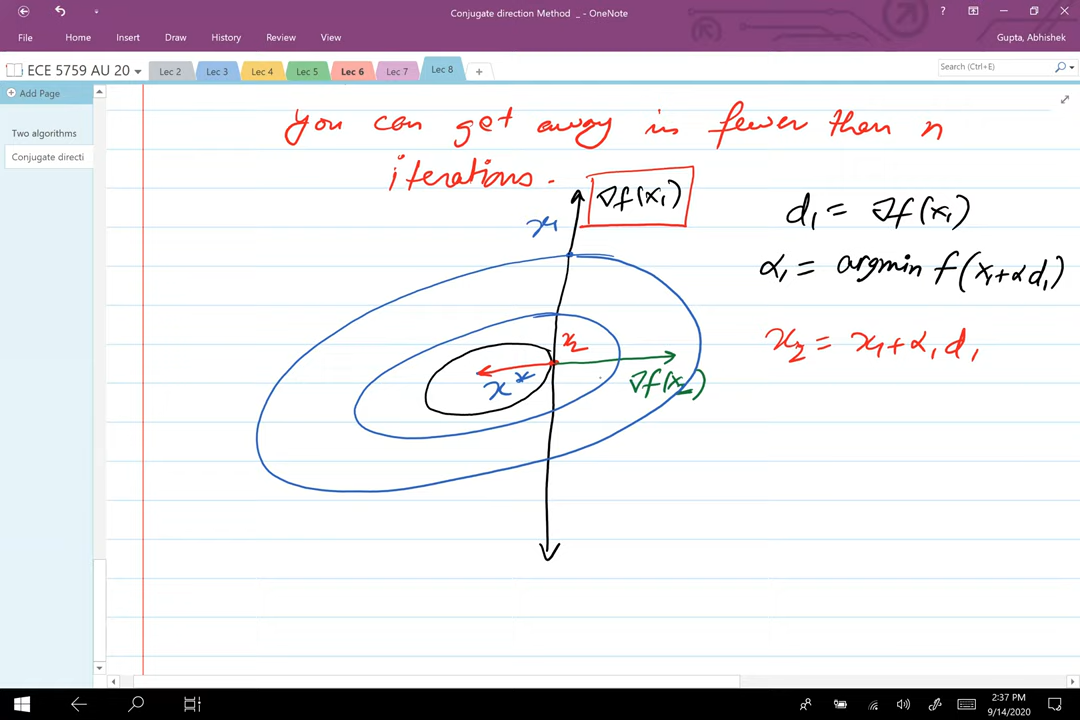 Conjugate direction Method _ - OneNote
?
File Home Insert Draw History Review View
Gupta, Abhishek
ECE 5759 AU 20
Lec 2 Lec 3 Lec 4 Lec 5 Lec 6 Lec 7 Lec 8 +
Search (Ctrl+E)
Add Page
Two algorithms
Conjugate directi
you can get away in fewer then n
iterations.
∇f(x₁)
x₁
d₁ = ∇f(x₁)
α₁ = argmin f(x₁+αd₁)
x₂ = x₁+α₁d₁
x₂
x*
∇f(x₂)
2:37 PM
9/14/2020